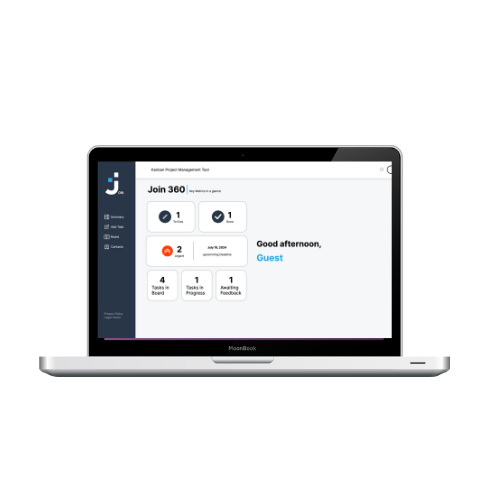 Kanban Project Management Tool
Join 360
Key Metrics at a Glance
Summary
Add Task
Board
Contacts
1
To-Do
1
Done
2
Urgent
July 16, 2024
Upcoming Deadline
Good afternoon,
Guest
4
Tasks in
Board
1
Tasks in
Progress
1
Awaiting
Feedback
Privacy Policy
Legal notice
MoonBook